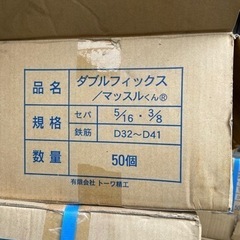 品名 ダブルフィックス
/マッスルくん®
規格 セパ 5/16・3/8
鉄筋 D32～D41
数量 50個
有限会社 トーワ精工